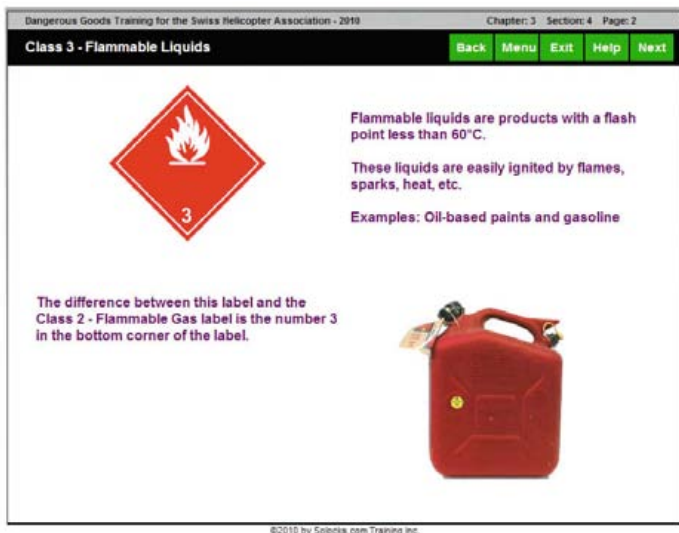 Dangerous Goods Training for the Swiss Helicopter Association - 2010
Chapter: 3 Section: 4 Page: 2
Class 3 - Flammable Liquids
Back Menu Exit Help Next
Flammable liquids are products with a flash
point less than 60°C.
These liquids are easily ignited by flames,
sparks, heat, etc.
Examples: Oil-based paints and gasoline
3
The difference between this label and the
Class 2 - Flammable Gas label is the number 3
in the bottom corner of the label.
©2010 by Training Inc.